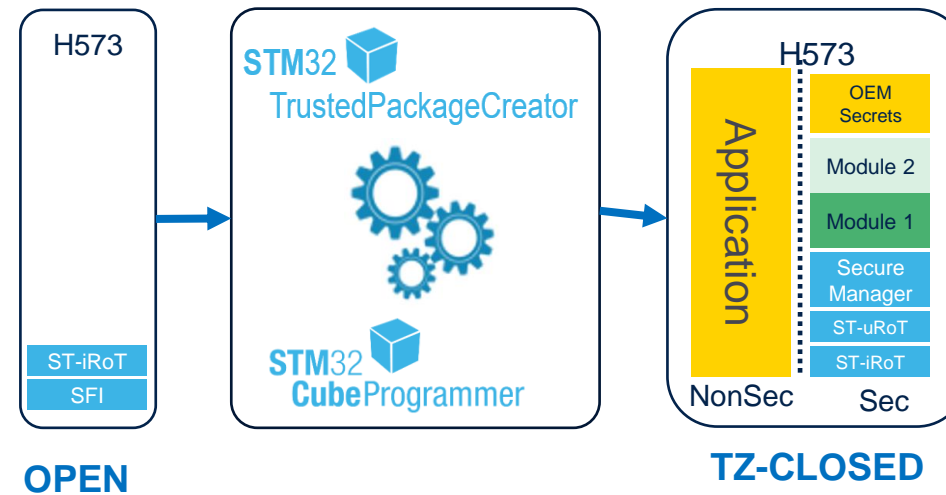 H573
ST-iRoT
SFI
OPEN
STM32
TrustedPackageCreator
STM32
CubeProgrammer
H573
Application
NonSec
OEM
Secrets
Module 2
Module 1
Secure
Manager
ST-uRoT
ST-iRoT
Sec
TZ-CLOSED